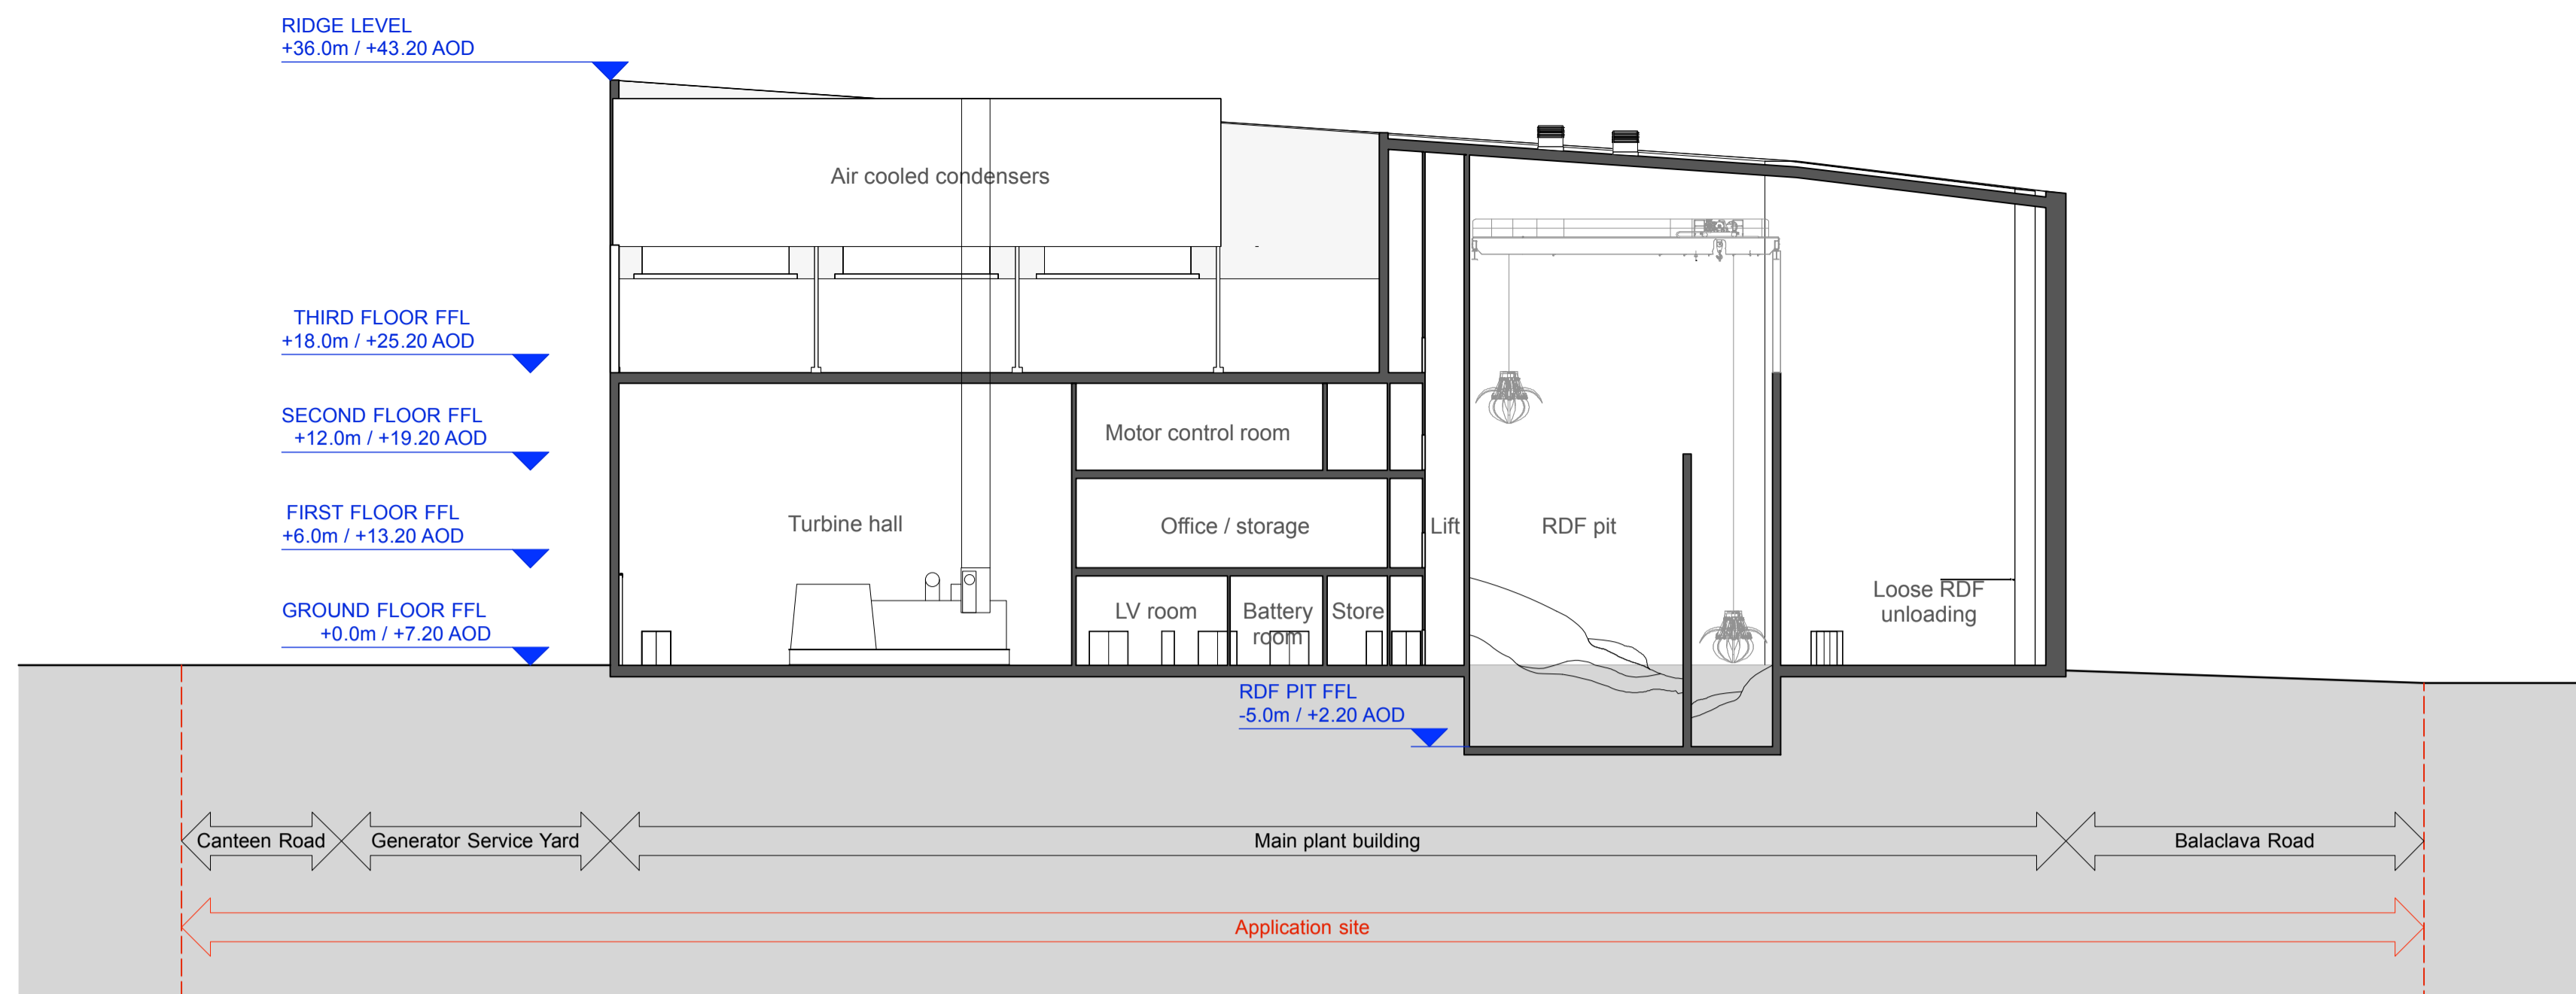 RIDGE LEVEL
+36.0m / +43.20 AOD
Air cooled condensers
THIRD FLOOR FFL
+18.0m / +25.20 AOD
SECOND FLOOR FFL
+12.0m / +19.20 AOD
Motor control room
FIRST FLOOR FFL
+6.0m / +13.20 AOD
Turbine hall
Office / storage
Lift
RDF pit
GROUND FLOOR FFL
+0.0m / +7.20 AOD
LV room
Battery
room
Store
Loose RDF
unloading
RDF PIT FFL
-5.0m / +2.20 AOD
Canteen Road
Generator Service Yard
Main plant building
Balaclava Road
Application site